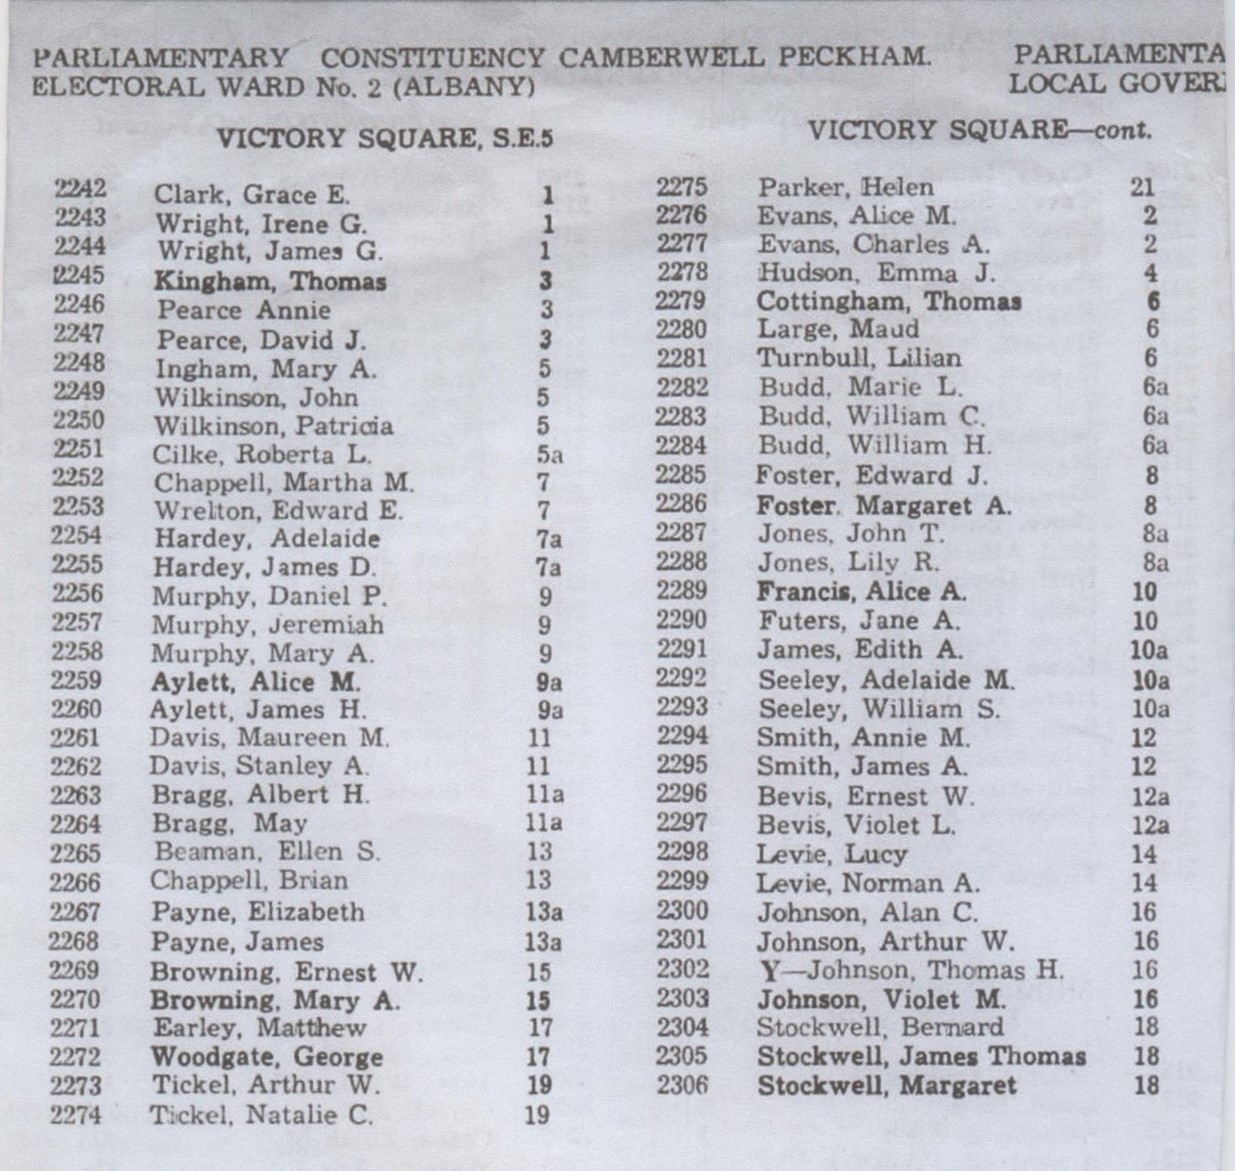 PARLIAMENTARY CONSTITUENCY CAMBERWELL PECKHAM.
ELECTORAL WARD No. 2 (ALBANY)
VICTORY SQUARE, S.E.5
2242 Clark, Grace E. 1
2243 Wright, Irene G. 1
2244 Wright, James G. 1
2245 Kingham, Thomas 3
2246 Pearce Annie 3
2247 Pearce, David J. 3
2248 Ingham, Mary A. 5
2249 Wilkinson, John 5
2250 Wilkinson, Patricia 5
2251 Cilke, Roberta L. 5a
2252 Chappell, Martha M. 7
2253 Wrelton, Edward E. 7
2254 Hardey, Adelaide 7a
2255 Hardey, James D. 7a
2256 Murphy, Daniel P. 9
2257 Murphy, Jeremiah 9
2258 Murphy, Mary A. 9
2259 Aylett, Alice M. 9a
2260 Aylett, James H. 9a
2261 Davis, Maureen M. 11
2262 Davis, Stanley A. 11
2263 Bragg, Albert H. 11a
2264 Bragg, May 11a
2265 Beaman, Ellen S. 13
2266 Chappell, Brian 13
2267 Payne, Elizabeth 13a
2268 Payne, James 13a
2269 Browning, Ernest W. 15
2270 Browning, Mary A. 15
2271 Earley, Matthew 17
2272 Woodgate, George 17
2273 Tickel, Arthur W. 19
2274 Tickel, Natalie C. 19
PARLIAMENTA
LOCAL GOVER
VICTORY SQUARE—cont.
2275 Parker, Helen 21
2276 Evans, Alice M. 2
2277 Evans, Charles A. 2
2278 Hudson, Emma J. 4
2279 Cottingham, Thomas 6
2280 Large, Maud 6
2281 Turnbull, Lilian 6
2282 Budd, Marie L. 6a
2283 Budd, William C. 6a
2284 Budd, William H. 6a
2285 Foster, Edward J. 8
2286 Foster. Margaret A. 8
2287 Jones, John T. 8a
2288 Jones, Lily R. 8a
2289 Francis, Alice A. 10
2290 Futers, Jane A. 10
2291 James, Edith A. 10a
2292 Seeley, Adelaide M. 10a
2293 Seeley, William S. 10a
2294 Smith, Annie M. 12
2295 Smith, James A. 12
2296 Bevis, Ernest W. 12a
2297 Bevis, Violet L. 12a
2298 Levie, Lucy 14
2299 Levie, Norman A. 14
2300 Johnson, Alan C. 16
2301 Johnson, Arthur W. 16
2302 Y—Johnson, Thomas H. 16
2303 Johnson, Violet M. 16
2304 Stockwell, Bernard 18
2305 Stockwell, James Thomas 18
2306 Stockwell, Margaret 18